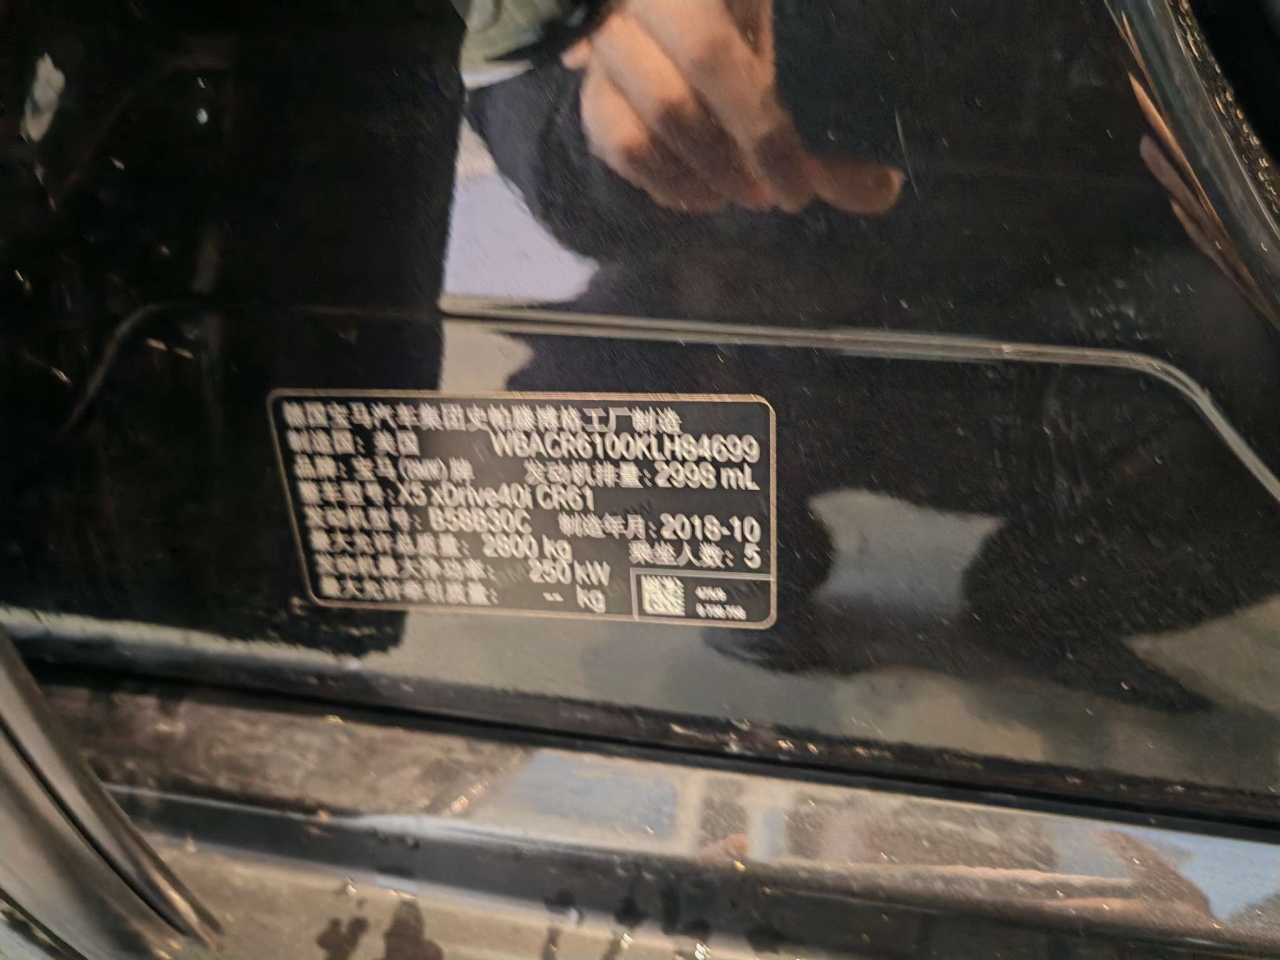 德国宝马汽车集团史帕滕博格工厂制造
制造国：美国 WBACR6100KLH84699
品牌：宝马(BMW)牌 发动机排量：2998 mL
整车型号：X5 xDrive40i CR61
发动机型号：B58B30C 制造年月：2018-10
最大允许总质量：2800 kg 乘坐人数：5
发动机最大净功率：250 kW
最大允许牵引质量：-- kg